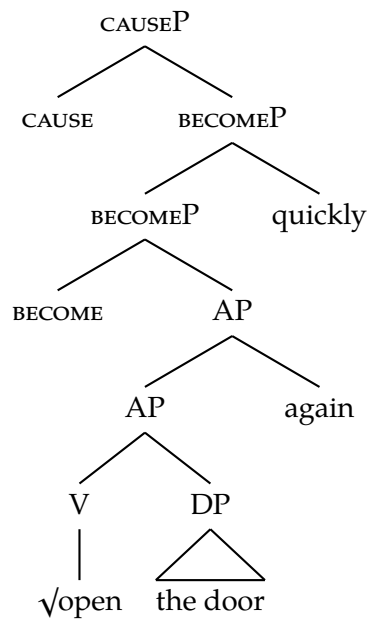 CAUSEP
CAUSE BECOMEP
BECOMEP quickly
BECOME AP
AP again
V DP
√open the door